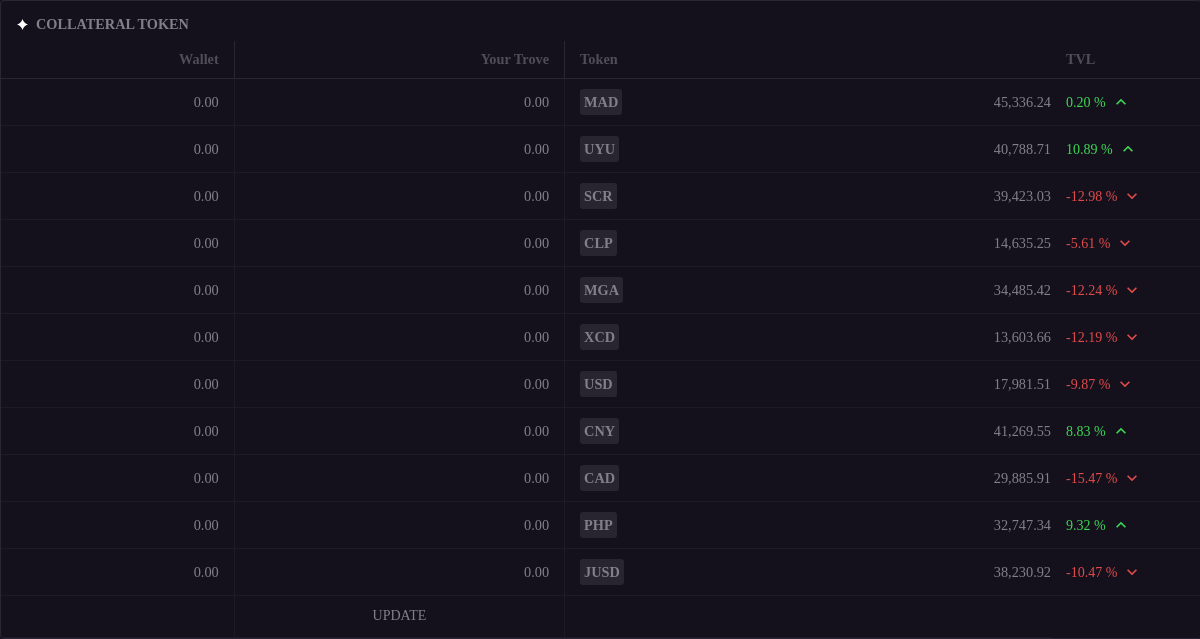 COLLATERAL TOKEN
Wallet Your Trove Token TVL
0.00 0.00 MAD 45,336.24 0.20 %
0.00 0.00 UYU 40,788.71 10.89 %
0.00 0.00 SCR 39,423.03 -12.98 %
0.00 0.00 CLP 14,635.25 -5.61 %
0.00 0.00 MGA 34,485.42 -12.24 %
0.00 0.00 XCD 13,603.66 -12.19 %
0.00 0.00 USD 17,981.51 -9.87 %
0.00 0.00 CNY 41,269.55 8.83 %
0.00 0.00 CAD 29,885.91 -15.47 %
0.00 0.00 PHP 32,747.34 9.32 %
0.00 0.00 JUSD 38,230.92 -10.47 %
UPDATE